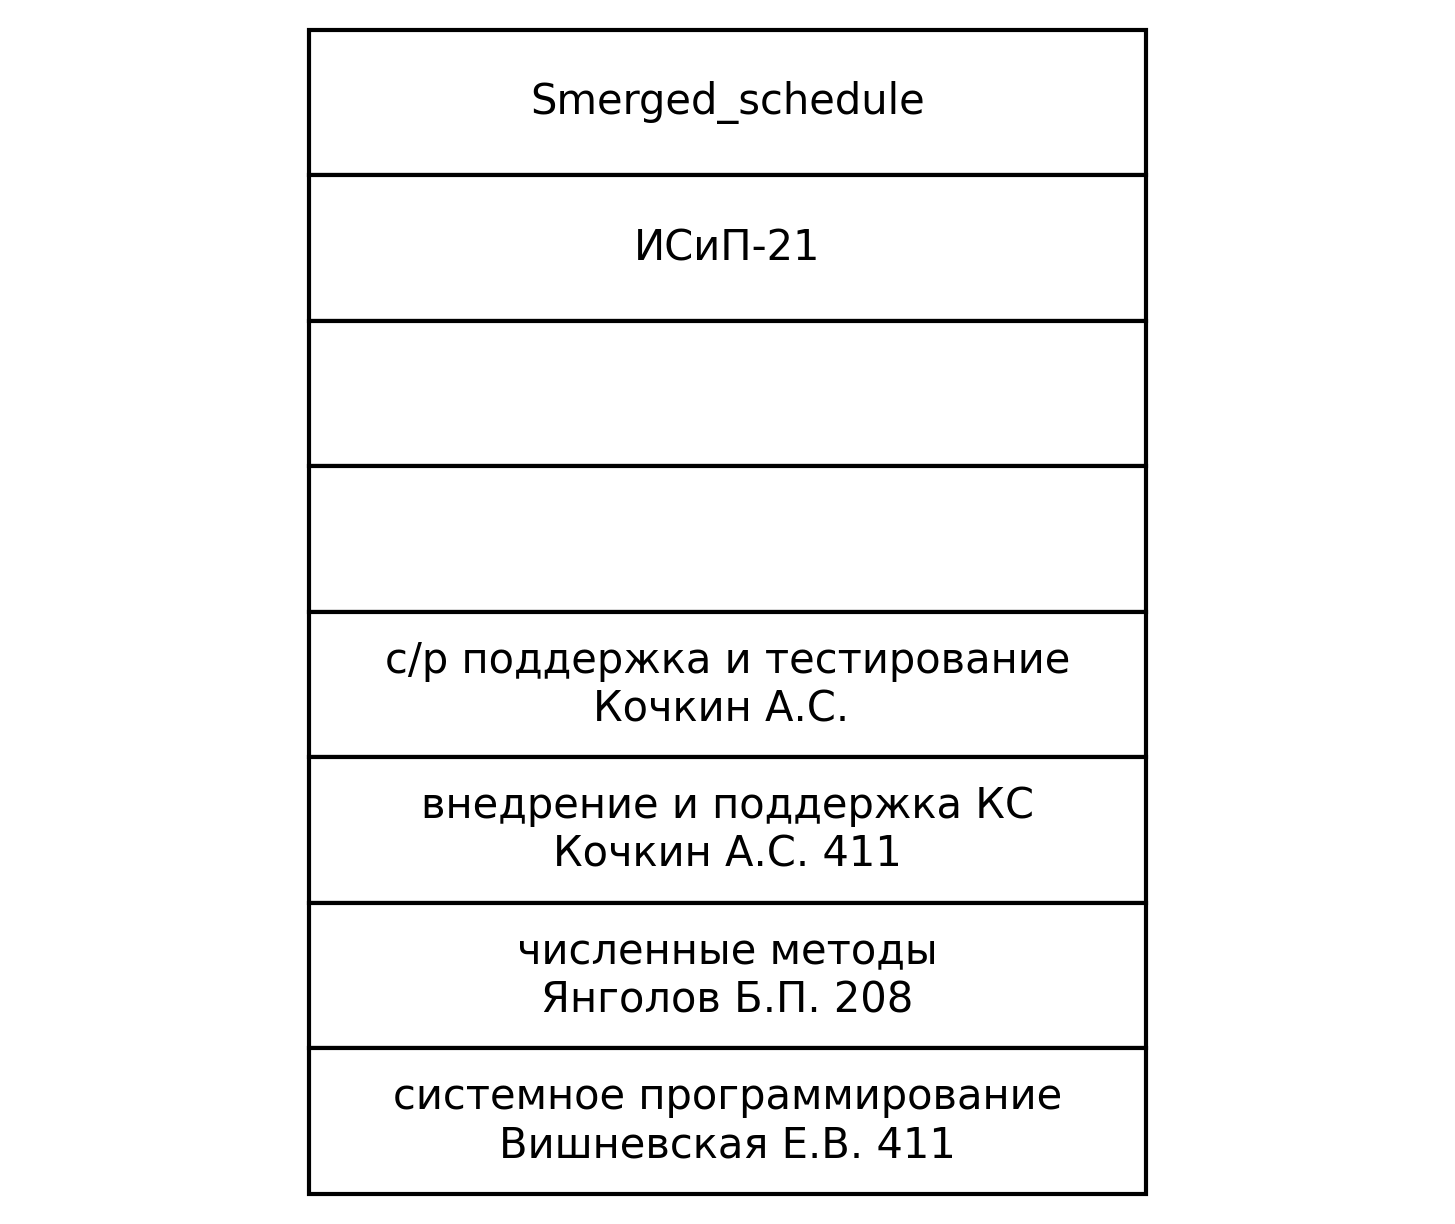 Smerged_schedule
ИСиП-21
с/р поддержка и тестирование
Кочкин А.С.
внедрение и поддержка КС
Кочкин А.С. 411
численные методы
Янголов Б.П. 208
системное программирование
Вишневская Е.В. 411